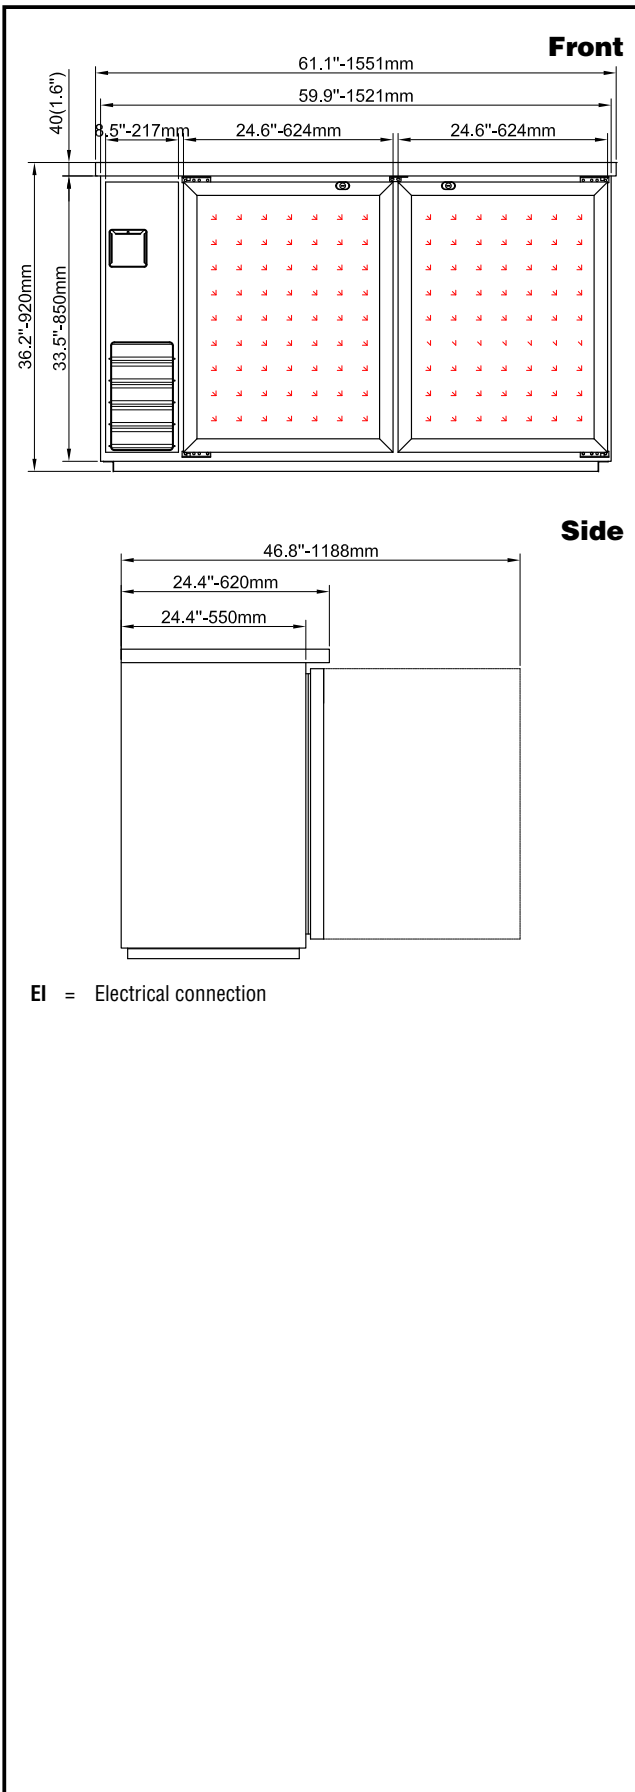 Front
61.1"-1551mm
59.9"-1521mm
40(1.6")
8.5"-217mm
24.6"-624mm
24.6"-624mm
36.2"-920mm
33.5"-850mm
Side
46.8"-1188mm
24.4"-620mm
24.4"-550mm
EI = Electrical connection